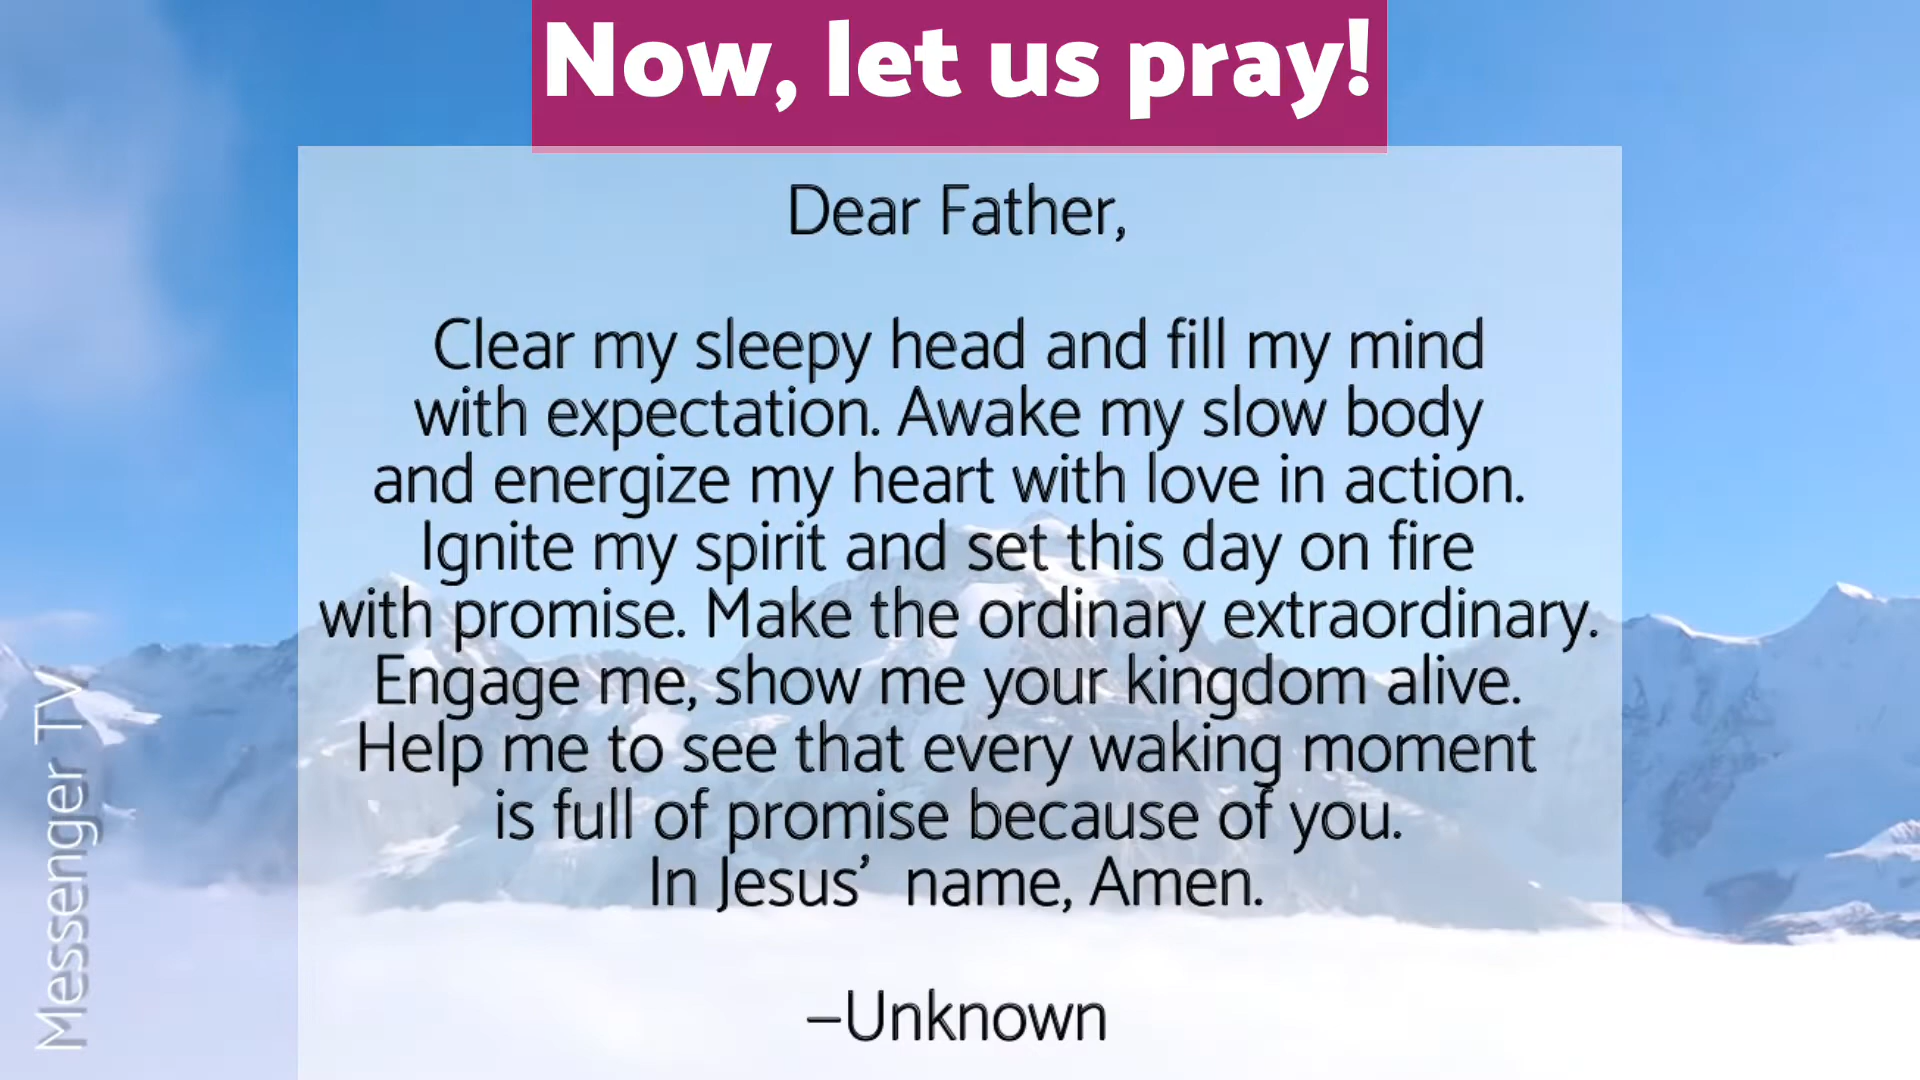 Now, let us pray!
Dear Father,
Clear my sleepy head and fill my mind
with expectation. Awake my slow body
and energize my heart with love in action.
Ignite my spirit and set this day on fire
with promise. Make the ordinary extraordinary.
Engage me, show me your kingdom alive.
Help me to see that every waking moment
is full of promise because of you.
In Jesus’ name, Amen.
–Unknown
Messenger TV